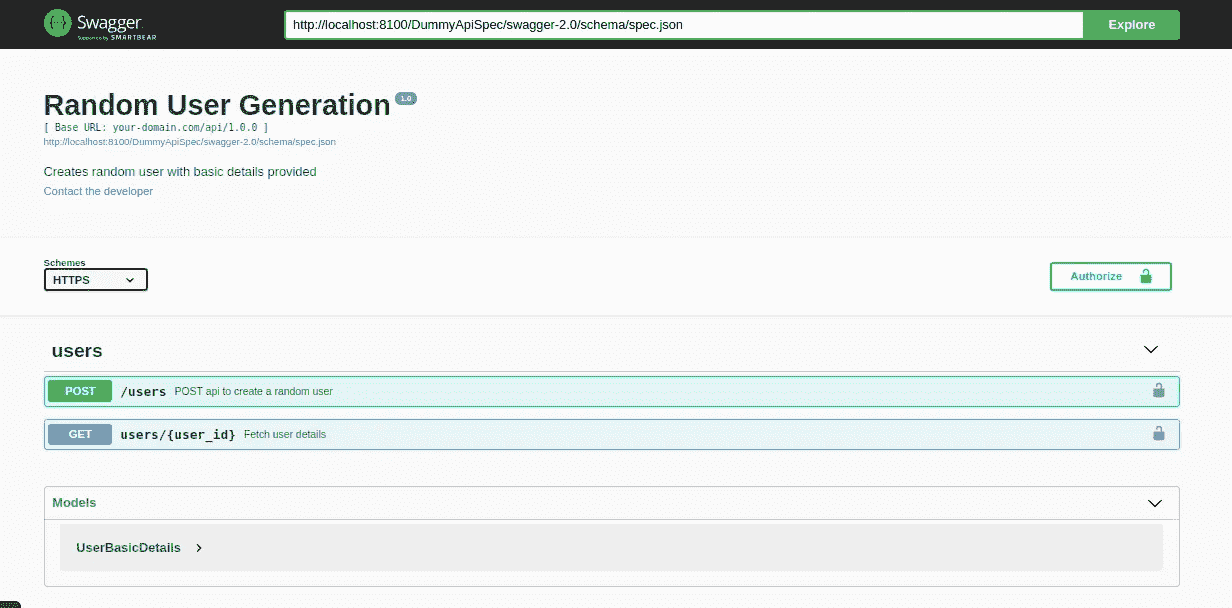 Swagger
Supported by SMARTBEAR
http://localhost:8100/DummyApiSpec/swagger-2.0/schema/spec.json
Explore
Random User Generation 1.0
[ Base URL: your-domain.com/api/1.0.0 ]
http://localhost:8100/DummyApiSpec/swagger-2.0/schema/spec.json
Creates random user with basic details provided
Contact the developer
Schemes
HTTPS
Authorize
users
POST /users POST api to create a random user
GET users/{user_id} Fetch user details
Models
UserBasicDetails